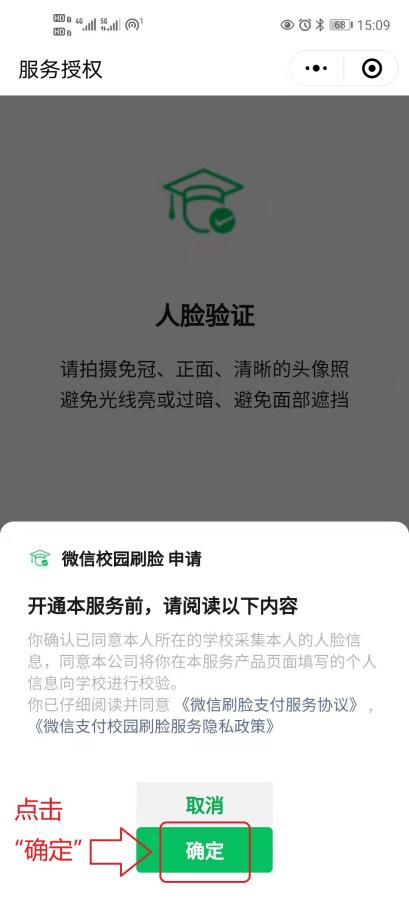 HD 4G 5G 1 68 15:09
HD
服务授权
人脸验证
请拍摄免冠、正面、清晰的头像照
避免光线亮或过暗、避免面部遮挡
微信校园刷脸 申请
开通本服务前，请阅读以下内容
你确认已同意本人所在的学校采集本人的人脸信
息，同意本公司将你在本服务产品页面填写的个人
信息向学校进行校验。
你已仔细阅读并同意《微信刷脸支付服务协议》，
《微信支付校园刷脸服务隐私政策》
取消
点击
“确定”
确定